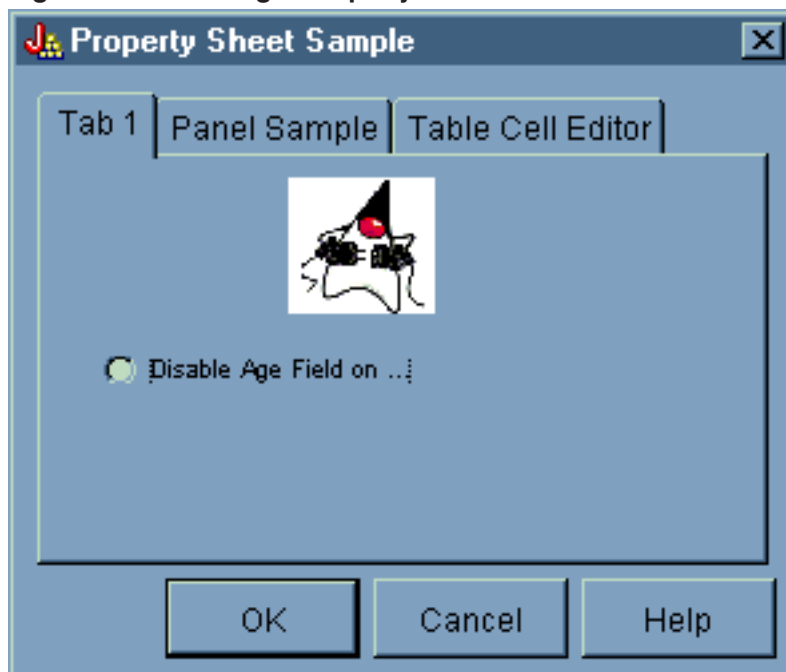 Property Sheet Sample
Tab 1 Panel Sample Table Cell Editor
Disable Age Field on ...
OK Cancel Help